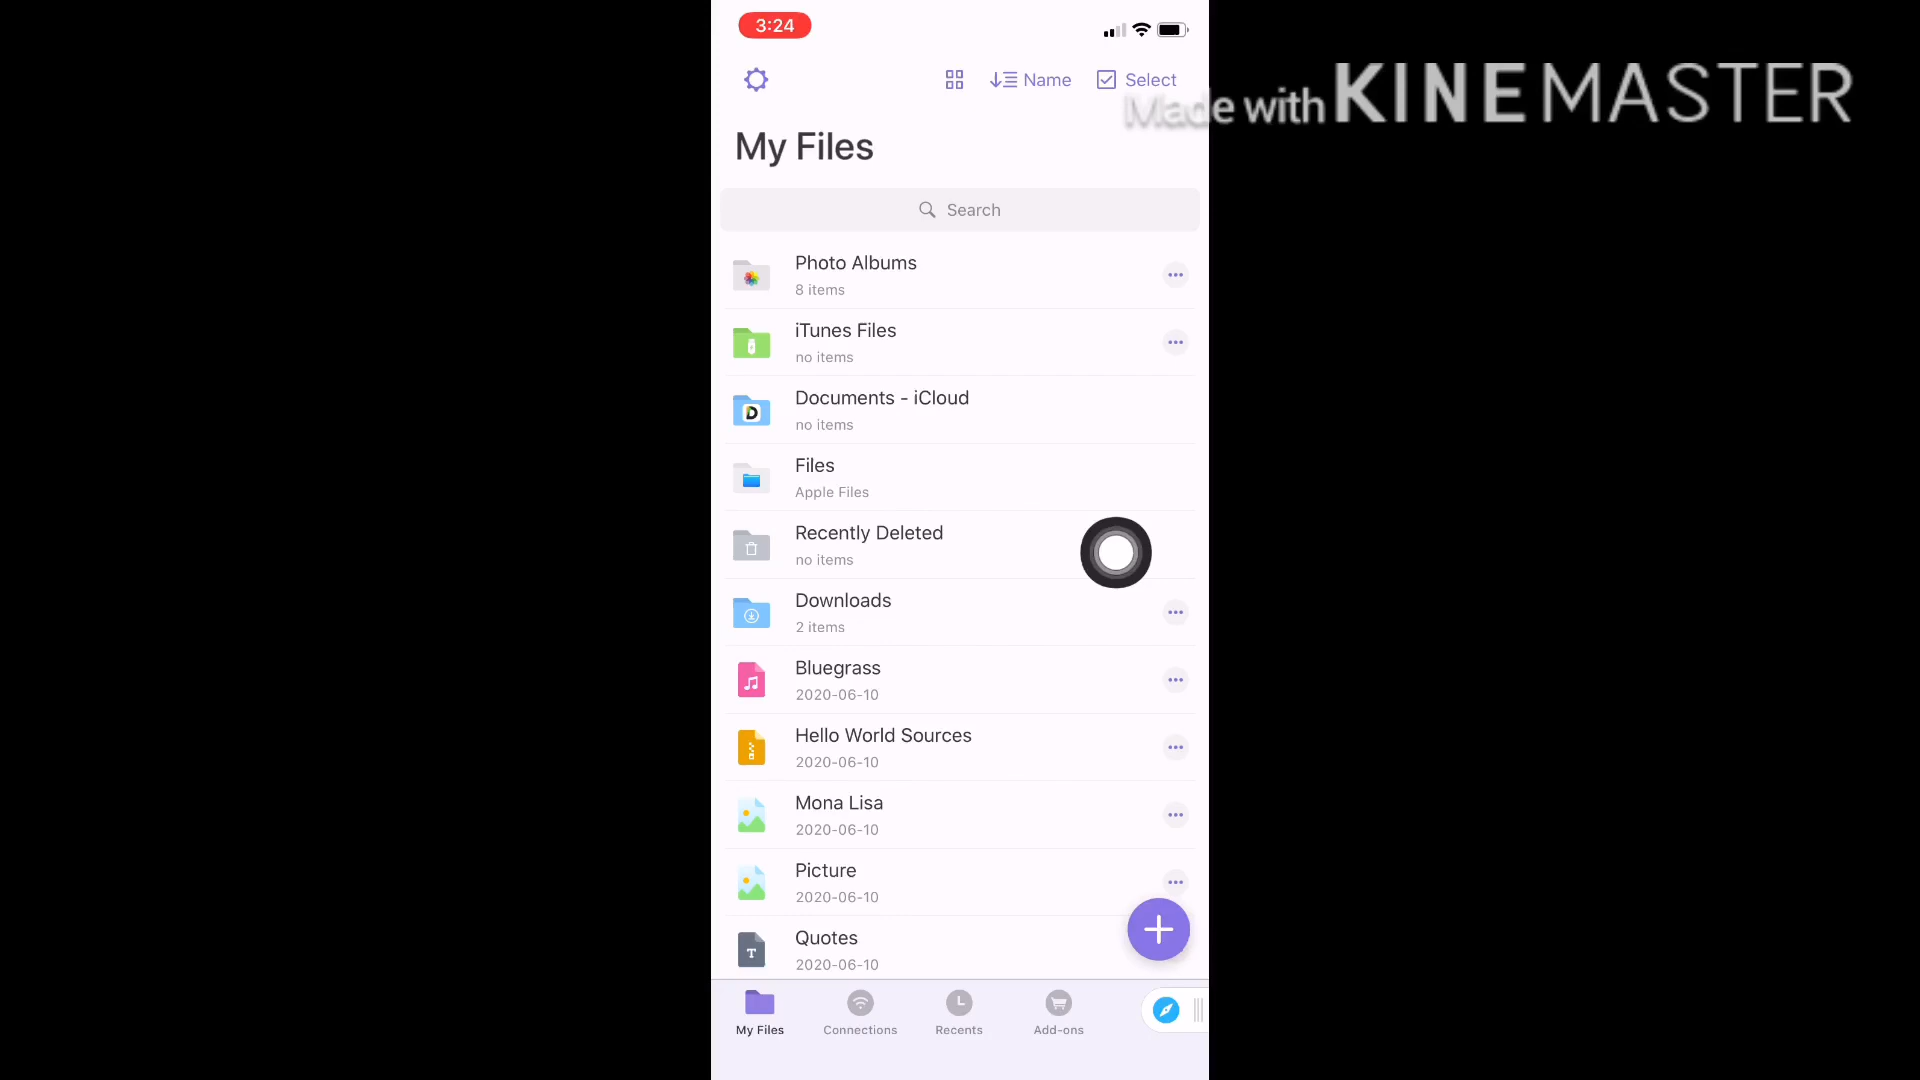 3:24
Name
Select
Made with KINEMASTER
My Files
Search
Photo Albums
8 items
iTunes Files
no items
Documents - iCloud
no items
Files
Apple Files
Recently Deleted
no items
Downloads
2 items
Bluegrass
2020-06-10
Hello World Sources
2020-06-10
Mona Lisa
2020-06-10
Picture
2020-06-10
Quotes
2020-06-10
My Files
Connections
Recents
Add-ons